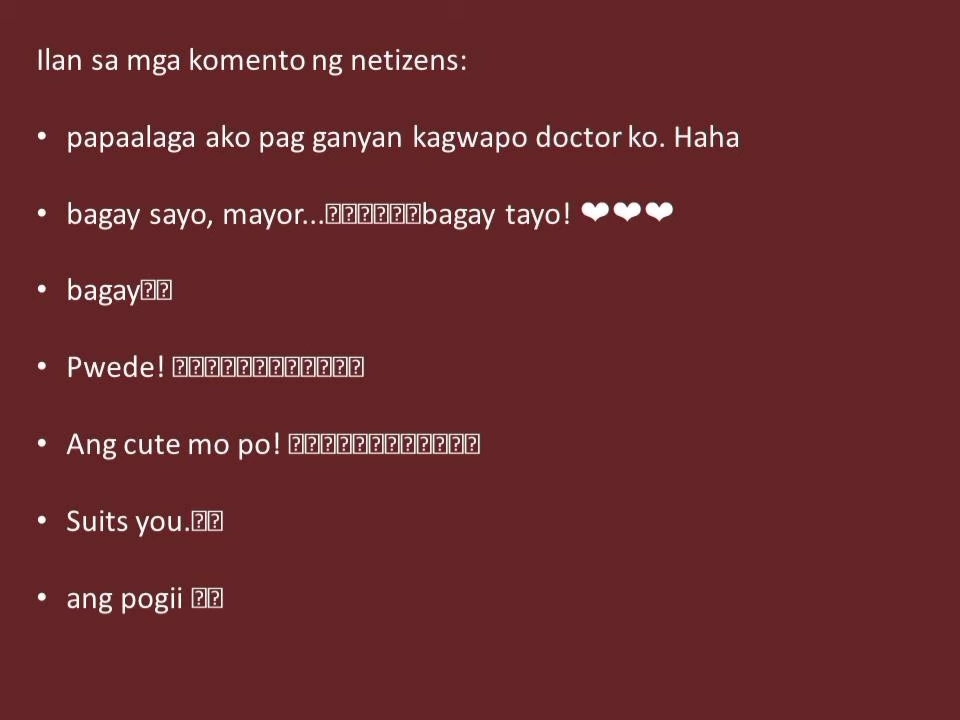 Ilan sa mga komento ng netizens:
• papaalaga ako pag ganyan kagwapo doctor ko. Haha
• bagay sayo, mayor...⍰⍰⍰⍰⍰⍰bagay tayo! ❤❤❤
• bagay⍰⍰
• Pwede! ⍰⍰⍰⍰⍰⍰⍰⍰⍰⍰⍰⍰
• Ang cute mo po! ⍰⍰⍰⍰⍰⍰⍰⍰⍰⍰⍰⍰
• Suits you.⍰⍰
• ang pogii ⍰⍰